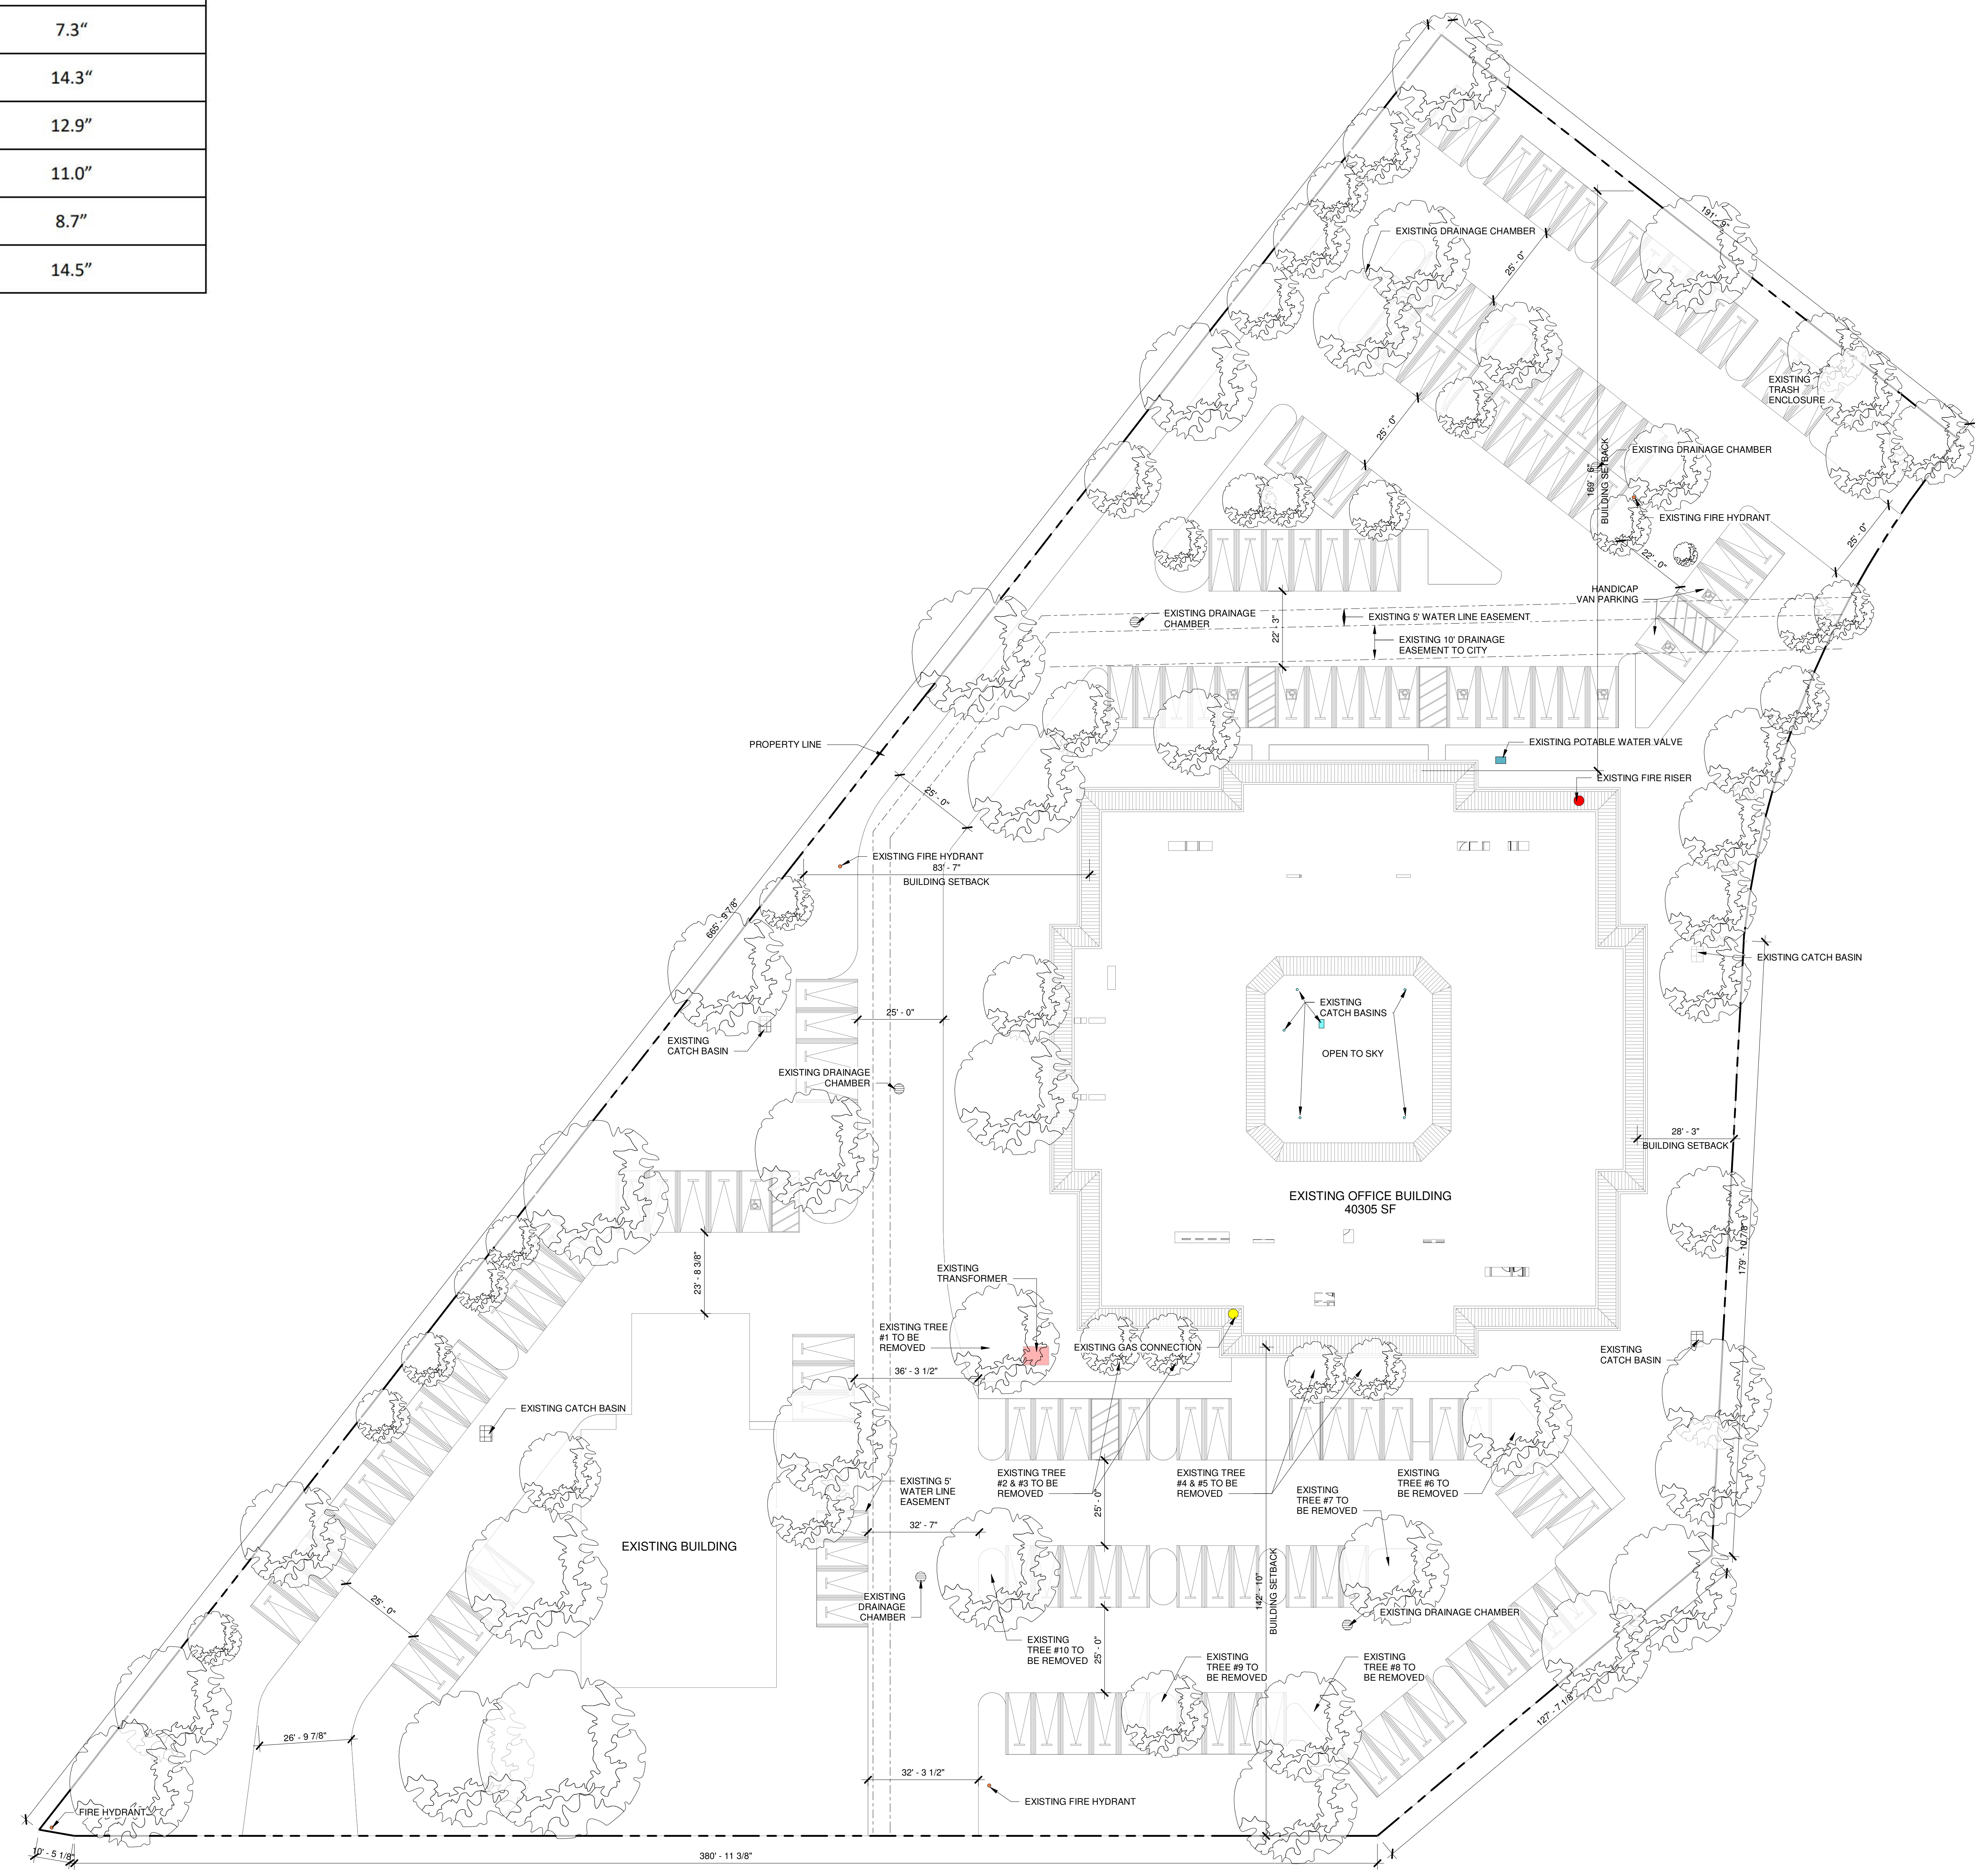 7.3“
14.3“
12.9”
11.0”
8.7”
14.5”
191' - 9"
EXISTING DRAINAGE CHAMBER
25' - 0"
EXISTING
TRASH
ENCLOSURE
25' - 0"
EXISTING DRAINAGE CHAMBER
169' - 6"
BUILDING SETBACK
EXISTING FIRE HYDRANT
25' - 0"
22' - 0"
HANDICAP
VAN PARKING
EXISTING DRAINAGE
CHAMBER
EXISTING 5' WATER LINE EASEMENT
22' - 3"
EXISTING 10' DRAINAGE
EASEMENT TO CITY
PROPERTY LINE
EXISTING POTABLE WATER VALVE
EXISTING FIRE RISER
25' - 0"
EXISTING FIRE HYDRANT
83' - 7"
BUILDING SETBACK
665' - 9 7/8"
EXISTING CATCH BASIN
EXISTING
CATCH BASINS
25' - 0"
EXISTING
CATCH BASIN
OPEN TO SKY
EXISTING DRAINAGE
CHAMBER
28' - 3"
BUILDING SETBACK
EXISTING OFFICE BUILDING
40305 SF
179' - 10 7/8"
23' - 8 3/8"
EXISTING
TRANSFORMER
EXISTING TREE
#1 TO BE
REMOVED
EXISTING GAS CONNECTION
EXISTING
CATCH BASIN
36' - 3 1/2"
EXISTING CATCH BASIN
EXISTING 5'
WATER LINE
EASEMENT
EXISTING TREE
#2 & #3 TO BE
REMOVED
EXISTING TREE
#4 & #5 TO BE
REMOVED
EXISTING
TREE #6 TO
BE REMOVED
EXISTING
TREE #7 TO
BE REMOVED
25' - 0"
32' - 7"
EXISTING BUILDING
142' - 10"
BUILDING SETBACK
EXISTING
DRAINAGE
CHAMBER
25' - 0"
EXISTING DRAINAGE CHAMBER
EXISTING
TREE #10 TO
BE REMOVED
25' - 0"
EXISTING
TREE #9 TO
BE REMOVED
EXISTING
TREE #8 TO
BE REMOVED
127' - 7 1/8"
26' - 9 7/8"
32' - 3 1/2"
EXISTING FIRE HYDRANT
FIRE HYDRANT
10' - 5 1/8"
380' - 11 3/8"